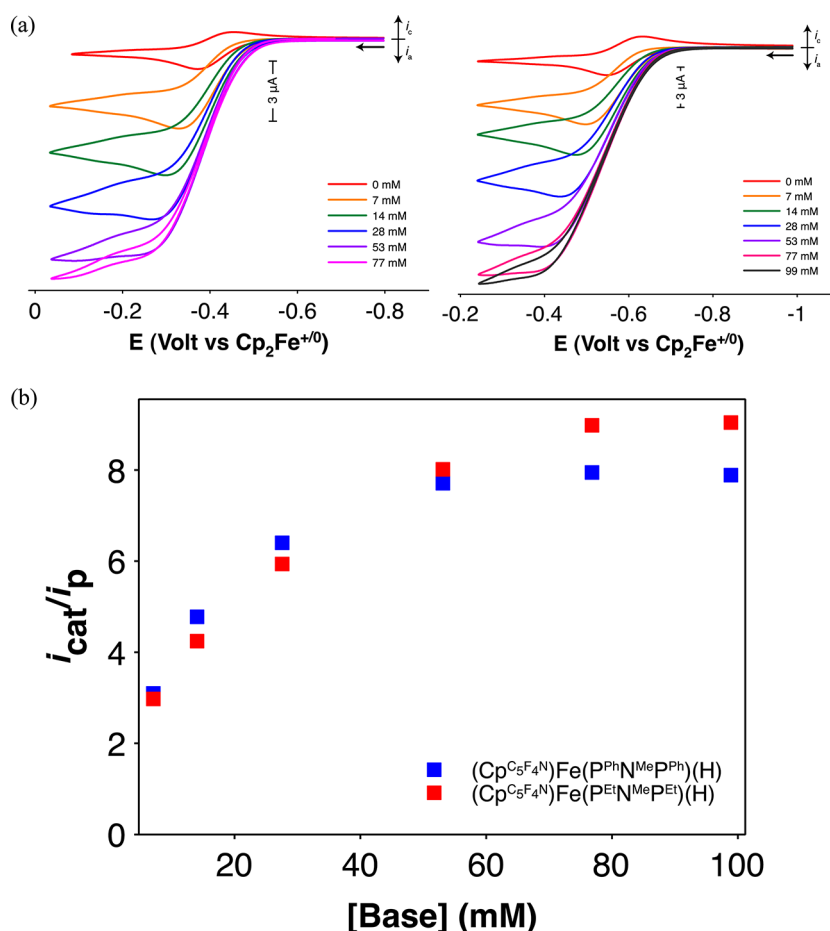 (a)
i_c
i_a
3 µA
0 mM
7 mM
14 mM
28 mM
53 mM
77 mM
0 -0.2 -0.4 -0.6 -0.8
E (Volt vs Cp₂Fe⁺/⁰)
i_c
i_a
3 µA
0 mM
7 mM
14 mM
28 mM
53 mM
77 mM
99 mM
-0.2 -0.4 -0.6 -0.8 -1
E (Volt vs Cp₂Fe⁺/⁰)
(b)
8
6
4
2
0
i_cat/i_p
(Cp^C₅F₄N)Fe(P^PhN^MeP^Ph)(H)
(Cp^C₅F₄N)Fe(P^EtN^MeP^Et)(H)
20 40 60 80 100
[Base] (mM)